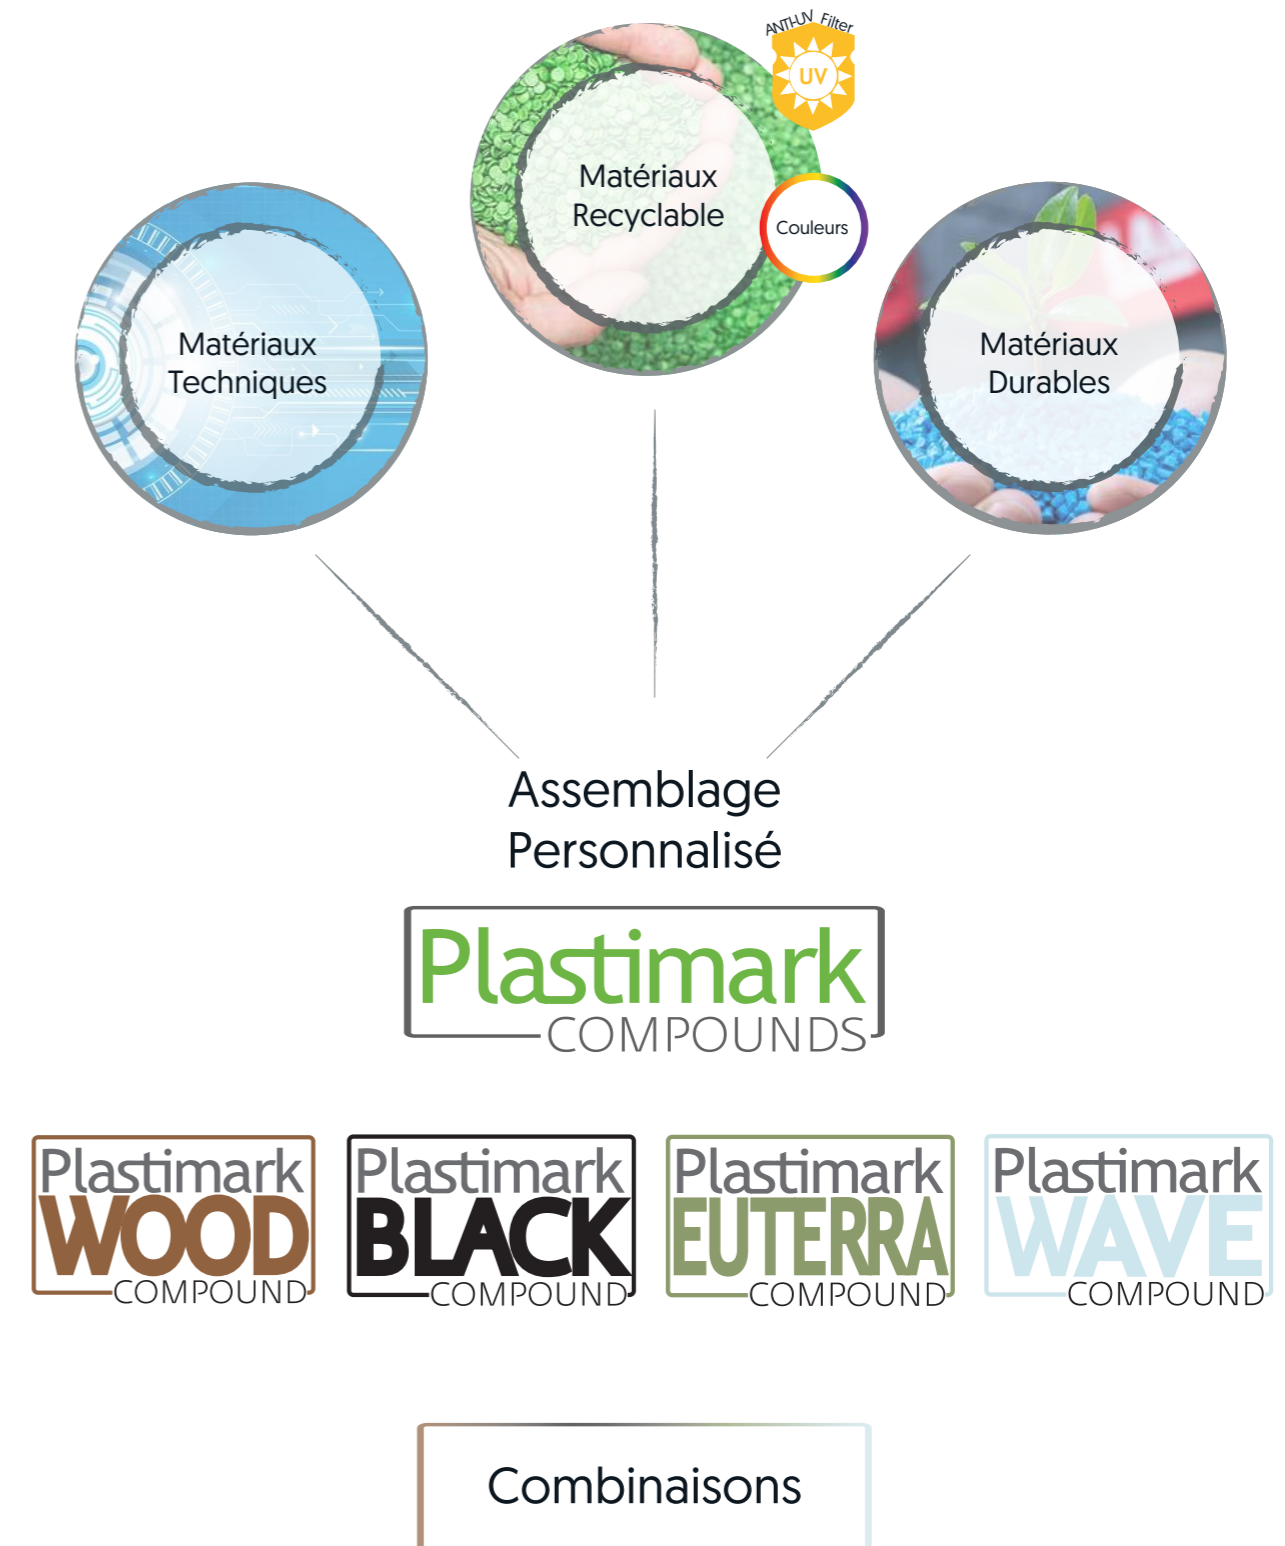 ANTI-UV Filter
UV
Matériaux
Recyclable
Couleurs
Matériaux
Techniques
Matériaux
Durables
Assemblage
Personnalisé
Plastimark
COMPOUNDS
Plastimark
WOOD
COMPOUND
Plastimark
BLACK
COMPOUND
Plastimark
EUTERRA
COMPOUND
Plastimark
WAVE
COMPOUND
Combinaisons